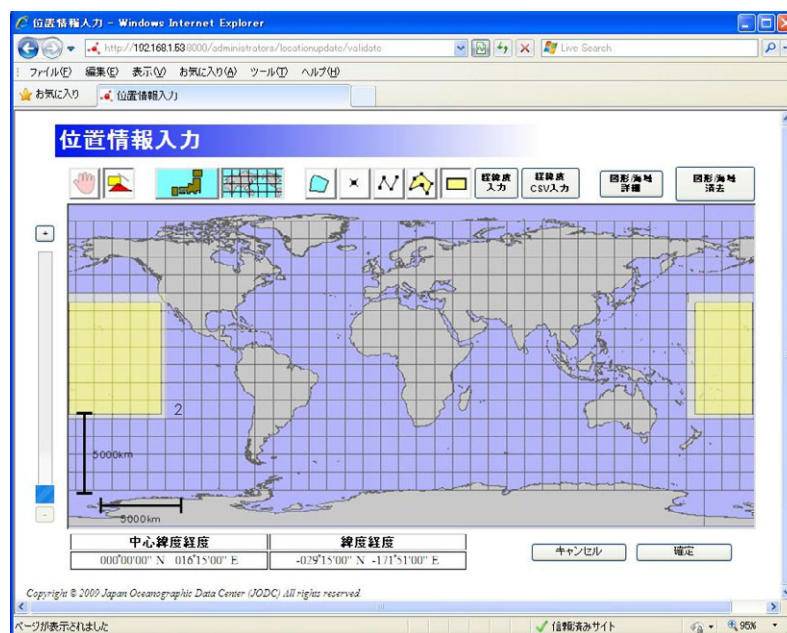 位置情報入力 - Windows Internet Explorer
http://192.168.1.53:8000/administrators/locationupdate/validate
Live Search
ファイル(F) 編集(E) 表示(V) お気に入り(A) ツール(T) ヘルプ(H)
お気に入り 位置情報入力
位置情報入力
経緯度入力
経緯度CSV入力
図形/海域詳細
図形/海域消去
+
2
5000km
5000km
-
中心緯度経度 緯度経度
000°00'00" N 016°15'00" E -029°15'00" N -171°51'00" E
キャンセル 確定
Copyright © 2009 Japan Oceanographic Data Center (JODC) All rights reserved.
ページが表示されました 信頼済みサイト 95%